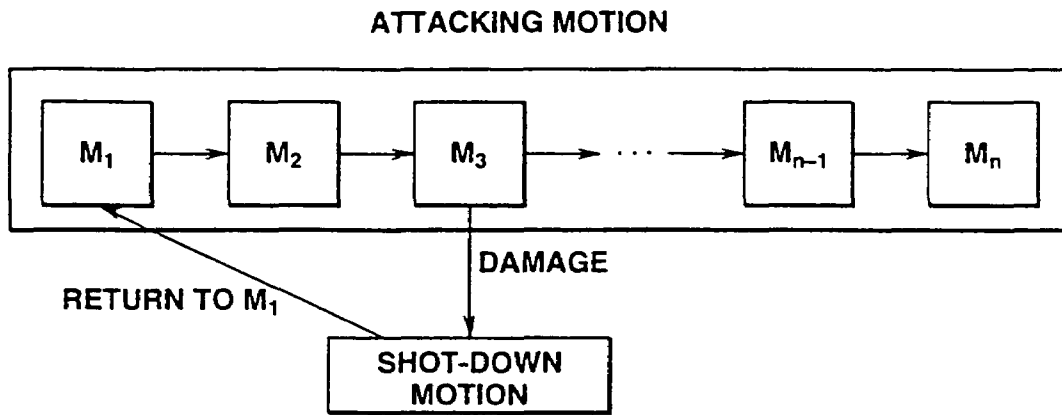 ATTACKING MOTION
M₁ M₂ M₃ ··· Mₙ₋₁ Mₙ
DAMAGE
RETURN TO M₁
SHOT-DOWN
MOTION